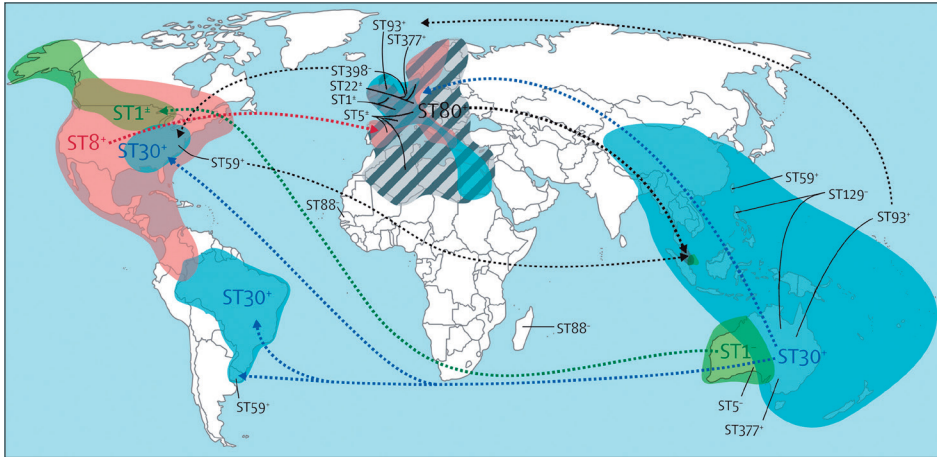 ST93⁺
ST377⁺
ST398⁻
ST22±
ST1±
ST5±
ST80±
ST1±
ST8⁺
ST30⁺
ST59⁻
ST88⁻
ST59⁺
ST129⁻
ST93⁺
ST30⁺
ST88⁻
ST1⁻
ST30⁺
ST5⁻
ST59⁺
ST377⁺